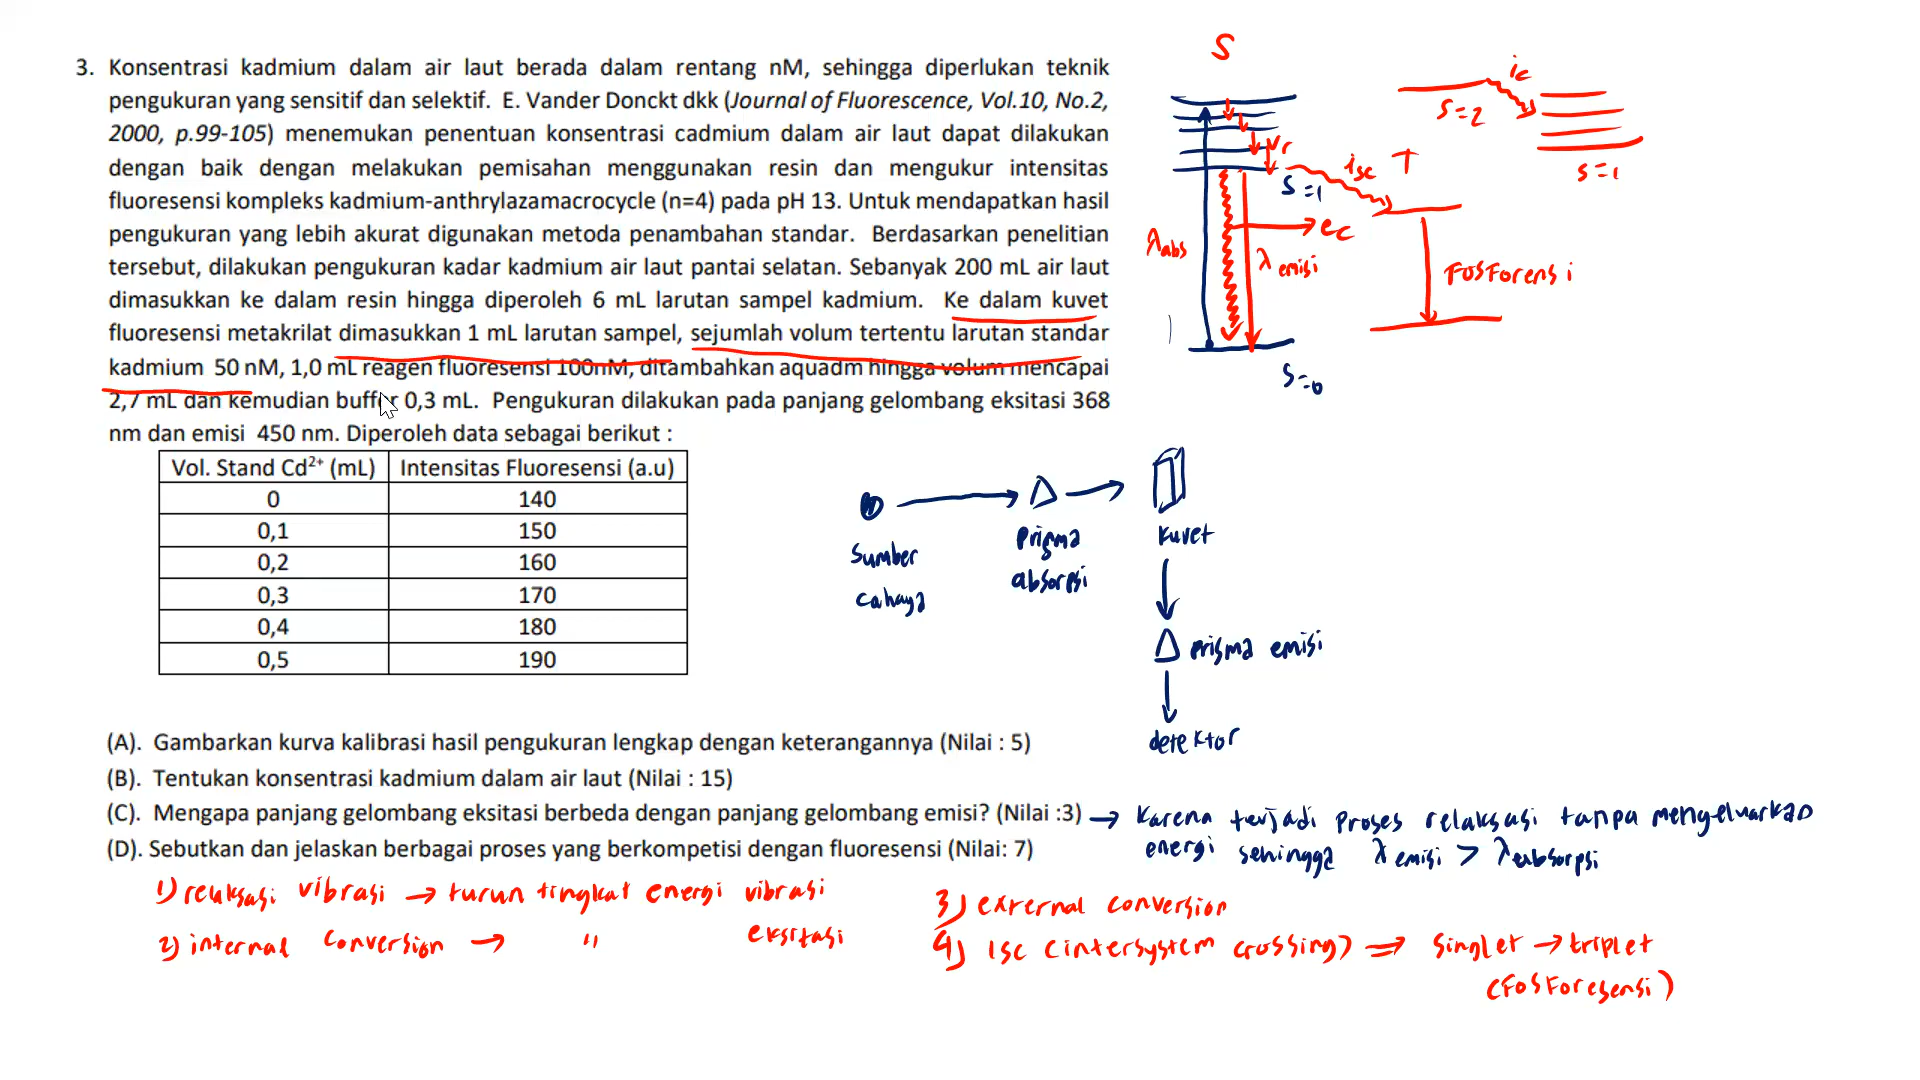 3. Konsentrasi kadmium dalam air laut berada dalam rentang nM, sehingga diperlukan teknik
pengukuran yang sensitif dan selektif. E. Vander Donckt dkk (Journal of Fluorescence, Vol.10, No.2,
2000, p.99-105) menemukan penentuan konsentrasi cadmium dalam air laut dapat dilakukan
dengan baik dengan melakukan pemisahan menggunakan resin dan mengukur intensitas
fluoresensi kompleks kadmium-anthrylazamacrocycle (n=4) pada pH 13. Untuk mendapatkan hasil
pengukuran yang lebih akurat digunakan metoda penambahan standar. Berdasarkan penelitian
tersebut, dilakukan pengukuran kadar kadmium air laut pantai selatan. Sebanyak 200 mL air laut
dimasukkan ke dalam resin hingga diperoleh 6 mL larutan sampel kadmium. Ke dalam kuvet
fluoresensi metakrilat dimasukkan 1 mL larutan sampel, sejumlah volum tertentu larutan standar
kadmium 50 nM, 1,0 mL reagen fluoresensi 100nM, ditambahkan aquadm hingga volum mencapai
2,7 mL dan kemudian buffer 0,3 mL. Pengukuran dilakukan pada panjang gelombang eksitasi 368
nm dan emisi 450 nm. Diperoleh data sebagai berikut :
Vol. Stand Cd²⁺ (mL) Intensitas Fluoresensi (a.u)
0 140
0,1 150
0,2 160
0,3 170
0,4 180
0,5 190
S
Vr
S=1
isc T
ic
S=2
S=1
λabs
ec
λ emisi
FosForensi
S=0
Sumber
cahaya
Prisma
absorpsi
kuvet
Prisma emisi
detektor
(A). Gambarkan kurva kalibrasi hasil pengukuran lengkap dengan keterangannya (Nilai : 5)
(B). Tentukan konsentrasi kadmium dalam air laut (Nilai : 15)
(C). Mengapa panjang gelombang eksitasi berbeda dengan panjang gelombang emisi? (Nilai :3) → Karena terjadi proses relaksasi tanpa mengeluarkan
energi sehingga λ emisi > λ absorpsi
(D). Sebutkan dan jelaskan berbagai proses yang berkompetisi dengan fluoresensi (Nilai: 7)
1) relaksasi vibrasi → turun tingkat energi vibrasi
2) internal conversion → " eksitasi
3) external conversion
4) ISC (intersystem crossing) ⇒ singlet → triplet
(FosForesensi)